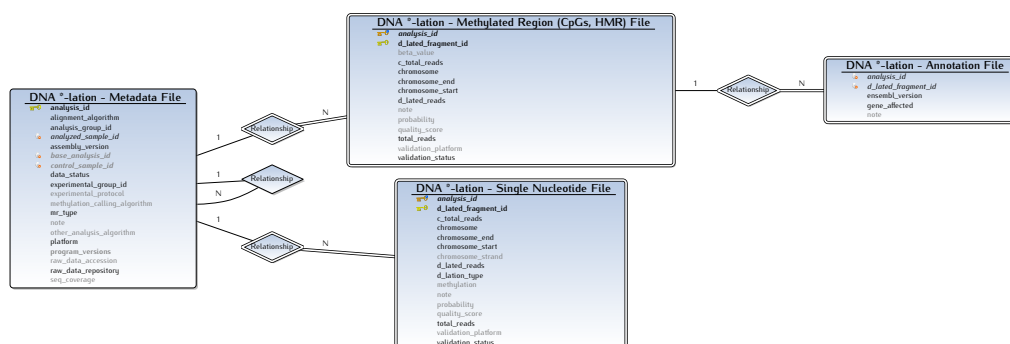 DNA *-lation - Methylated Region (CpGs, HMR) File
analysis_id
d_lated_fragment_id
beta_value
c_total_reads
chromosome
chromosome_end
chromosome_start
d_lated_reads
note
probability
quality_score
total_reads
validation_platform
validation_status
1
Relationship
N
DNA *-lation - Annotation File
analysis_id
d_lated_fragment_id
ensembl_version
gene_affected
note
DNA *-lation - Metadata File
analysis_id
alignment_algorithm
analysis_group_id
analyzed_sample_id
assembly_version
base_analysis_id
control_sample_id
data_status
experimental_group_id
experimental_protocol
methylation_calling_algorithm
mr_type
note
other_analysis_algorithm
platform
program_versions
raw_data_accession
raw_data_repository
seq_coverage
1
Relationship
N
1
Relationship
N
1
Relationship
N
DNA *-lation - Single Nucleotide File
analysis_id
d_lated_fragment_id
c_total_reads
chromosome
chromosome_end
chromosome_start
chromosome_strand
d_lated_reads
d_lation_type
methylation
note
probability
quality_score
total_reads
validation_platform
validation_status